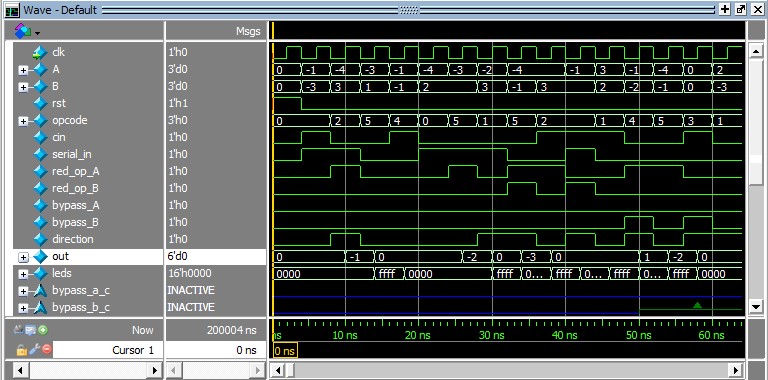 Wave - Default
Msgs
clk 1'h0
A 3'd0 0 -1 -4 -3 -1 -4 -3 -2 -4 -1 3 -1 -4 0 2
B 3'd0 0 -3 3 1 -1 2 3 -1 3 2 -2 -1 0 -3
rst 1'h1
opcode 3'h0 0 2 5 4 0 5 1 5 2 1 4 5 3 1
cin 1'h0
serial_in 1'h0
red_op_A 1'h0
red_op_B 1'h0
bypass_A 1'h0
bypass_B 1'h0
direction 1'h0
out 6'd0 0 -1 0 -2 0 -3 0 1 -2 0
leds 16'h0000 0000 ffff 0000 ffff 0... ffff 0... ffff 0... ffff 0000
bypass_a_c INACTIVE
bypass_b_c INACTIVE
Now 200004 ns ns 10 ns 20 ns 30 ns 40 ns 50 ns 60 ns
Cursor 1 0 ns 0 ns